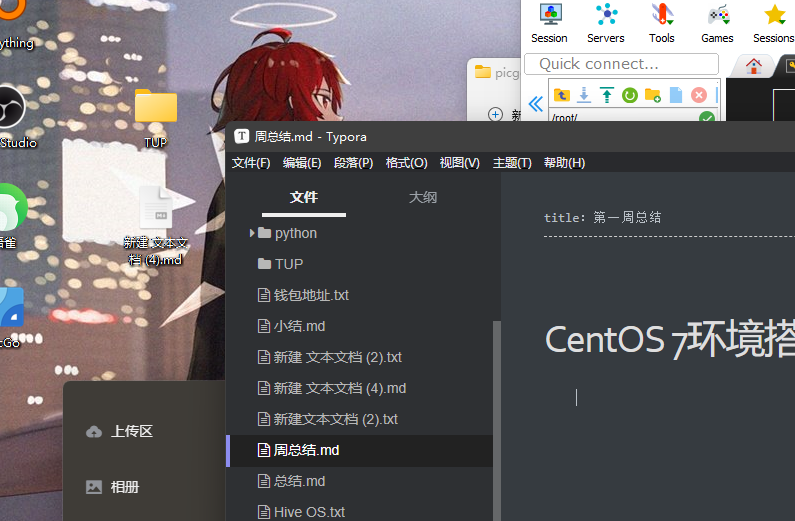 ything
Studio
TUP
新建 文本文
档 (4).md
雀
cGo
上传区
相册
picg
新
Session
Servers
Tools
Games
Sessions
Quick connect...
/root/
周总结.md - Typora
文件(F)
编辑(E)
段落(P)
格式(O)
视图(V)
主题(T)
帮助(H)
文件
大纲
python
TUP
钱包地址.txt
小结.md
新建 文本文档 (2).txt
新建 文本文档 (4).md
新建文本文档 (2).txt
周总结.md
总结.md
Hive OS.txt
title: 第一周总结
CentOS 7环境搭